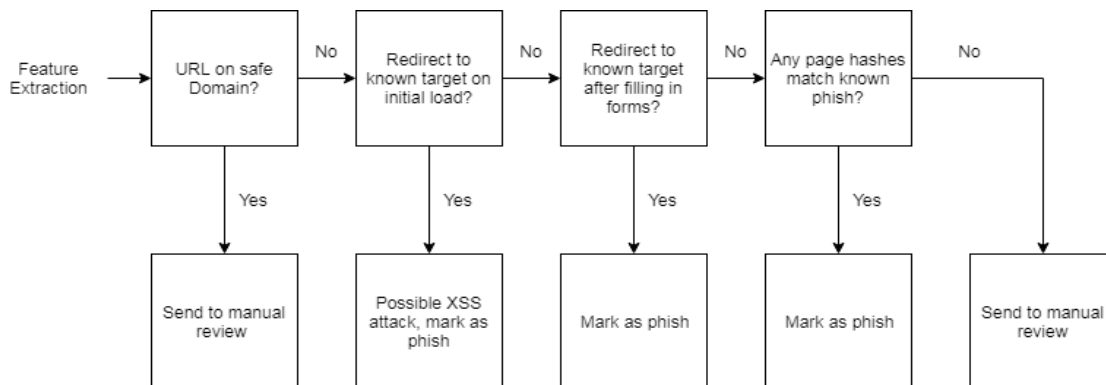 Feature
Extraction
URL on safe
Domain?
No
Redirect to
known target on
initial load?
No
Redirect to
known target
after filling in
forms?
No
Any page hashes
match known
phish?
No
Yes
Yes
Yes
Yes
Send to manual
review
Possible XSS
attack, mark as
phish
Mark as phish
Mark as phish
Send to manual
review